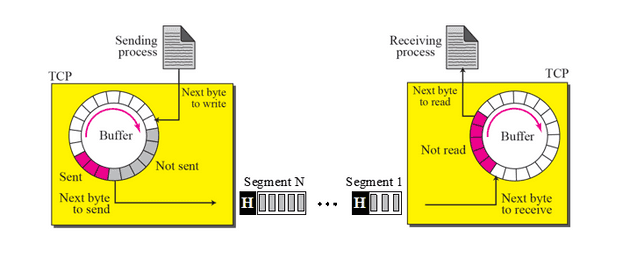 Sending
process
TCP
Next byte
to write
Buffer
Not sent
Sent
Next byte
to send
Segment N
H
...
Segment 1
H
Receiving
process
TCP
Next byte
to read
Buffer
Not read
Next byte
to receive